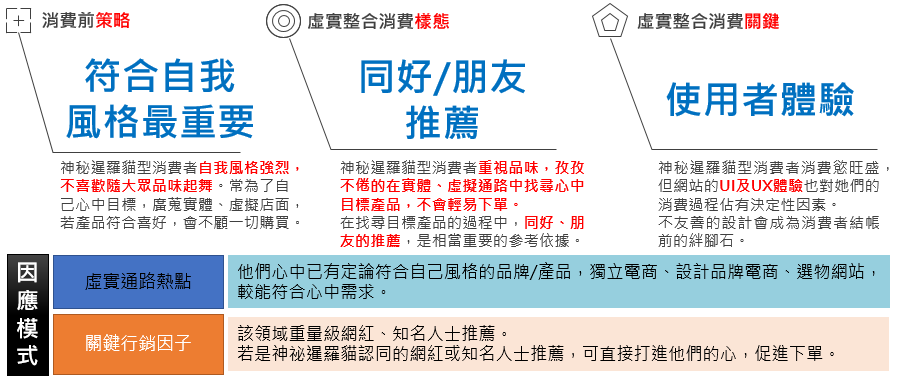 消費前策略
符合自我
風格最重要
神秘暹羅貓型消費者自我風格強烈，
不喜歡隨大眾品味起舞。常為了自
己心中目標，廣蒐實體、虛擬店面，
若產品符合喜好，會不顧一切購買。
虛實整合消費樣態
同好/朋友
推薦
神秘暹羅貓型消費者重視品味，孜孜
不倦的在實體、虛擬通路中找尋心中
目標產品，不會輕易下單。
在找尋目標產品的過程中，同好、朋
友的推薦，是相當重要的參考依據。
虛實整合消費關鍵
使用者體驗
神秘暹羅貓型消費者消費慾旺盛，
但網站的UI及UX體驗也對她們的
消費過程佔有決定性因素。
不友善的設計會成為消費者結帳
前的絆腳石。
因應模式
虛實通路熱點
他們心中已有定論符合自己風格的品牌/產品，獨立電商、設計品牌電商、選物網站，
較能符合心中需求。
關鍵行銷因子
該領域重量級網紅、知名人士推薦。
若是神祕暹羅貓認同的網紅或知名人士推薦，可直接打進他們的心，促進下單。